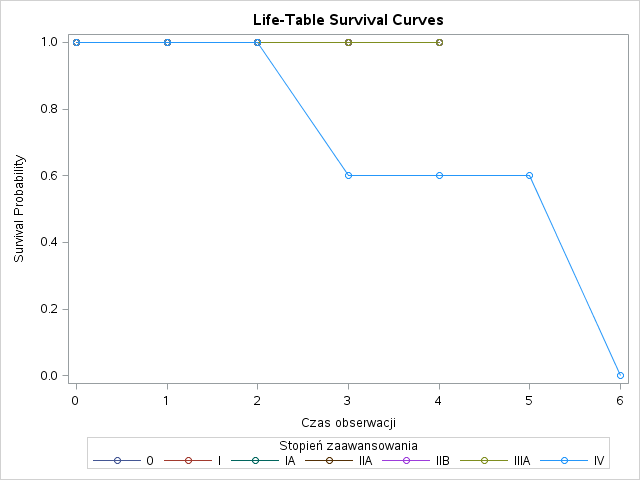 Life-Table Survival Curves
1.0
0.8
0.6
0.4
0.2
0.0
Survival Probability
0 1 2 3 4 5 6
Czas obserwacji
Stopień zaawansowania
0 I IA IIA IIB IIIA IV